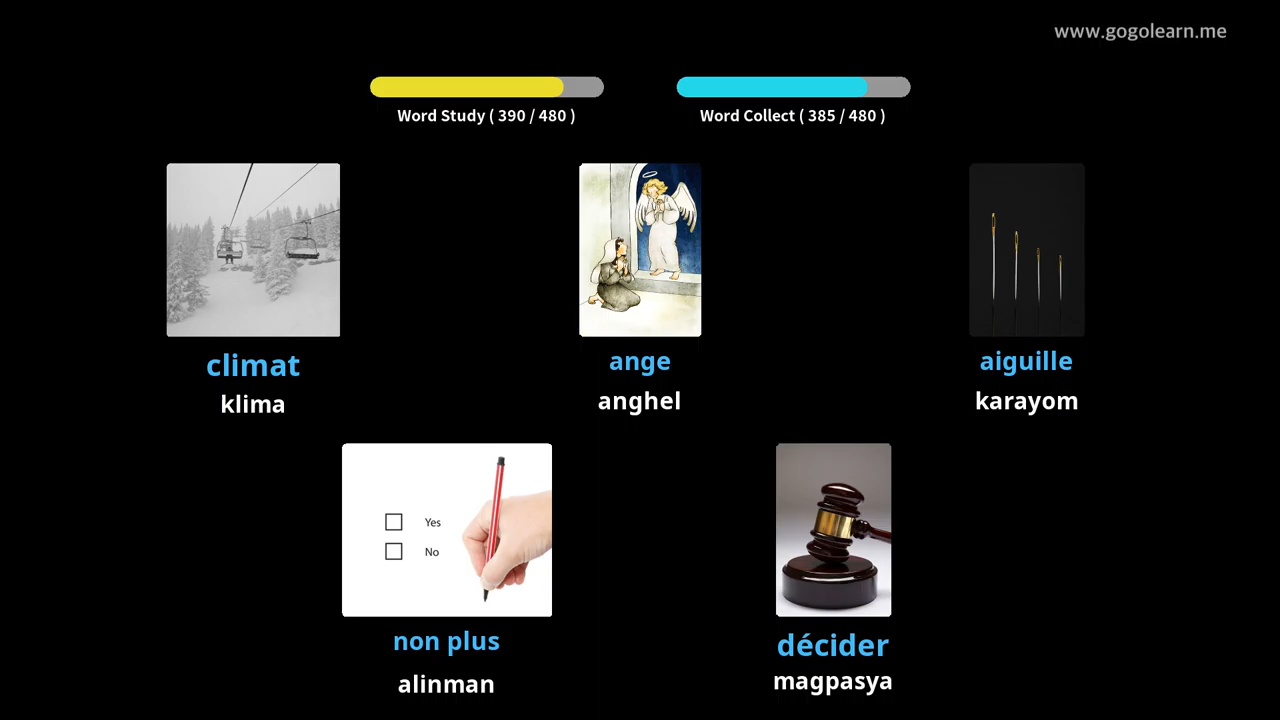 www.gogolearn.me
Word Study ( 390 / 480 )
Word Collect ( 385 / 480 )
climat
klima
ange
anghel
aiguille
karayom
Yes
No
non plus
alinman
décider
magpasya